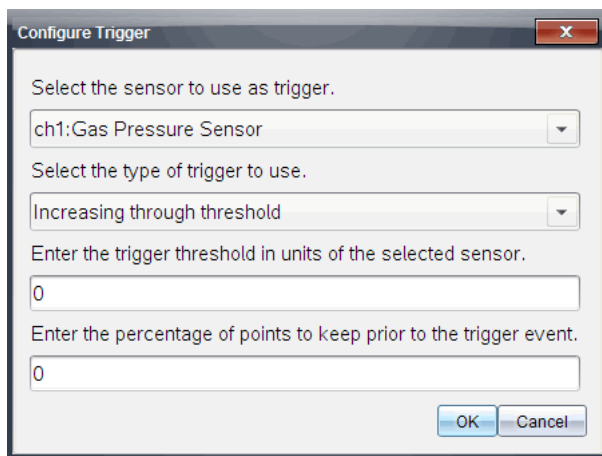 Configure Trigger
Select the sensor to use as trigger.
ch1:Gas Pressure Sensor
Select the type of trigger to use.
Increasing through threshold
Enter the trigger threshold in units of the selected sensor.
0
Enter the percentage of points to keep prior to the trigger event.
0
OK Cancel